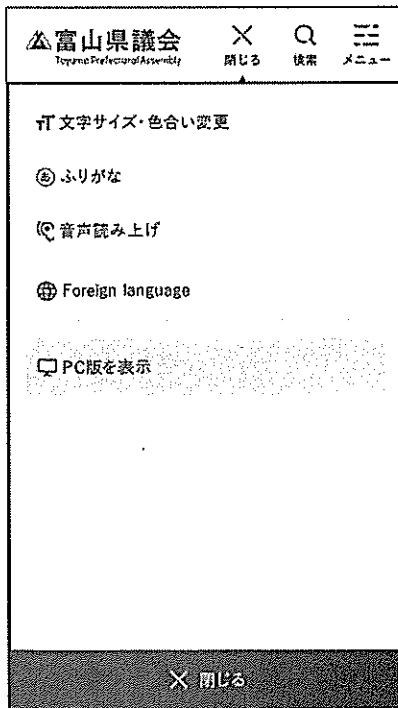 富山県議会
Toyama Prefectural Assembly
閉じる
検索
メニュー
文字サイズ・色合い変更
ふりがな
あ
音声読み上げ
Foreign language
PC版を表示
閉じる